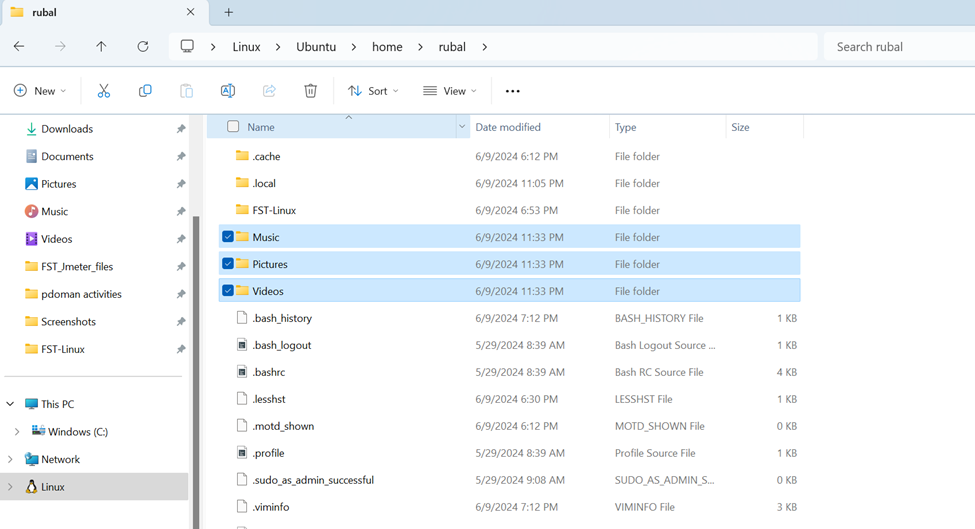 rubal
Linux Ubuntu home rubal Search rubal
New Sort View
Downloads
Documents
Pictures
Music
Videos
FST_Jmeter_files
pdoman activities
Screenshots
FST-Linux
This PC
Windows (C:)
Network
Linux
Name Date modified Type Size
.cache 6/9/2024 6:12 PM File folder
.local 6/9/2024 11:05 PM File folder
FST-Linux 6/9/2024 6:53 PM File folder
Music 6/9/2024 11:33 PM File folder
Pictures 6/9/2024 11:33 PM File folder
Videos 6/9/2024 11:33 PM File folder
.bash_history 6/9/2024 7:12 PM BASH_HISTORY File 1 KB
.bash_logout 5/29/2024 8:39 AM Bash Logout Source ... 1 KB
.bashrc 5/29/2024 8:39 AM Bash RC Source File 4 KB
.lesshst 6/9/2024 6:30 PM LESSHST File 1 KB
.motd_shown 6/9/2024 6:12 PM MOTD_SHOWN File 0 KB
.profile 5/29/2024 8:39 AM Profile Source File 1 KB
.sudo_as_admin_successful 5/29/2024 9:08 AM SUDO_AS_ADMIN_S... 0 KB
.viminfo 6/9/2024 7:12 PM VIMINFO File 3 KB